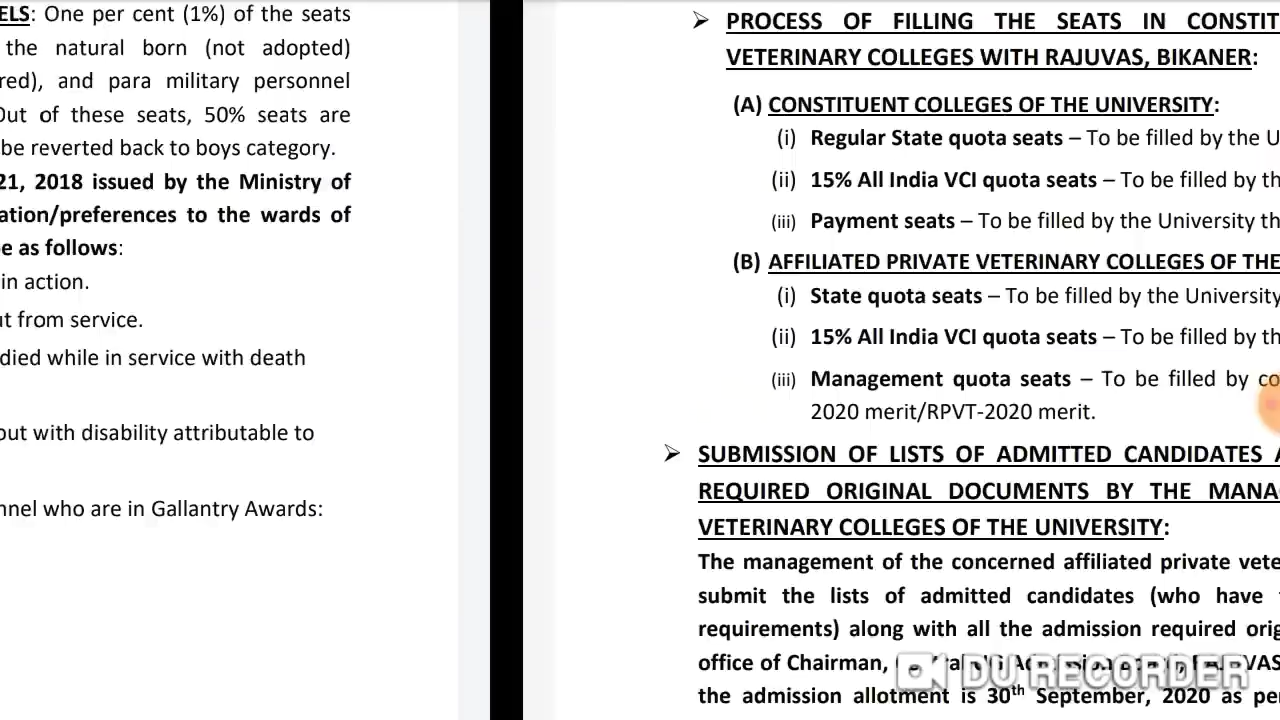 ELS: One per cent (1%) of the seats
the natural born (not adopted)
red), and para military personnel
Out of these seats, 50% seats are
be reverted back to boys category.
21, 2018 issued by the Ministry of
ation/preferences to the wards of
e as follows:
in action.
ut from service.
died while in service with death
out with disability attributable to
nnel who are in Gallantry Awards:
➢ PROCESS OF FILLING THE SEATS IN CONSTIT
VETERINARY COLLEGES WITH RAJUVAS, BIKANER:
(A) CONSTITUENT COLLEGES OF THE UNIVERSITY:
(i) Regular State quota seats – To be filled by the U
(ii) 15% All India VCI quota seats – To be filled by th
(iii) Payment seats – To be filled by the University th
(B) AFFILIATED PRIVATE VETERINARY COLLEGES OF THE
(i) State quota seats – To be filled by the University
(ii) 15% All India VCI quota seats – To be filled by th
(iii) Management quota seats – To be filled by co
2020 merit/RPVT-2020 merit.
➢ SUBMISSION OF LISTS OF ADMITTED CANDIDATES A
REQUIRED ORIGINAL DOCUMENTS BY THE MANA
VETERINARY COLLEGES OF THE UNIVERSITY:
The management of the concerned affiliated private vete
submit the lists of admitted candidates (who have
requirements) along with all the admission required orig
office of Chairman,
DU RECORDER
the admission allotment is 30th September, 2020 as per